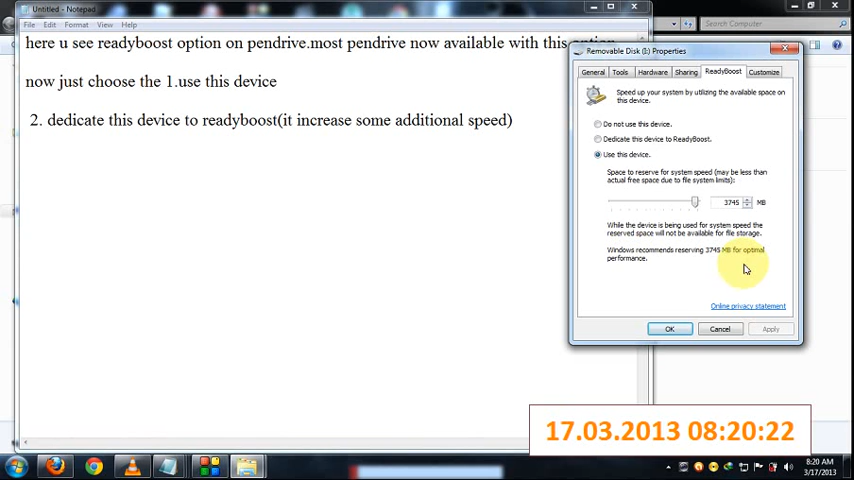 Untitled - Notepad
File Edit Format View Help
Search Computer
here u see readyboost option on pendrive.most pendrive now available with this option
now just choose the 1.use this device
2. dedicate this device to readyboost(it increase some additional speed)
Removable Disk (I:) Properties
General Tools Hardware Sharing ReadyBoost Customize
Speed up your system by utilizing the available space on
this device.
Do not use this device.
Dedicate this device to ReadyBoost.
Use this device.
Space to reserve for system speed (may be less than
actual free space due to file system limits):
3745 MB
While the device is being used for system speed the
reserved space will not be available for file storage.
Windows recommends reserving 3745 MB for optimal
performance.
Online privacy statement
OK Cancel Apply
17.03.2013 08:20:22
8:20 AM
3/17/2013